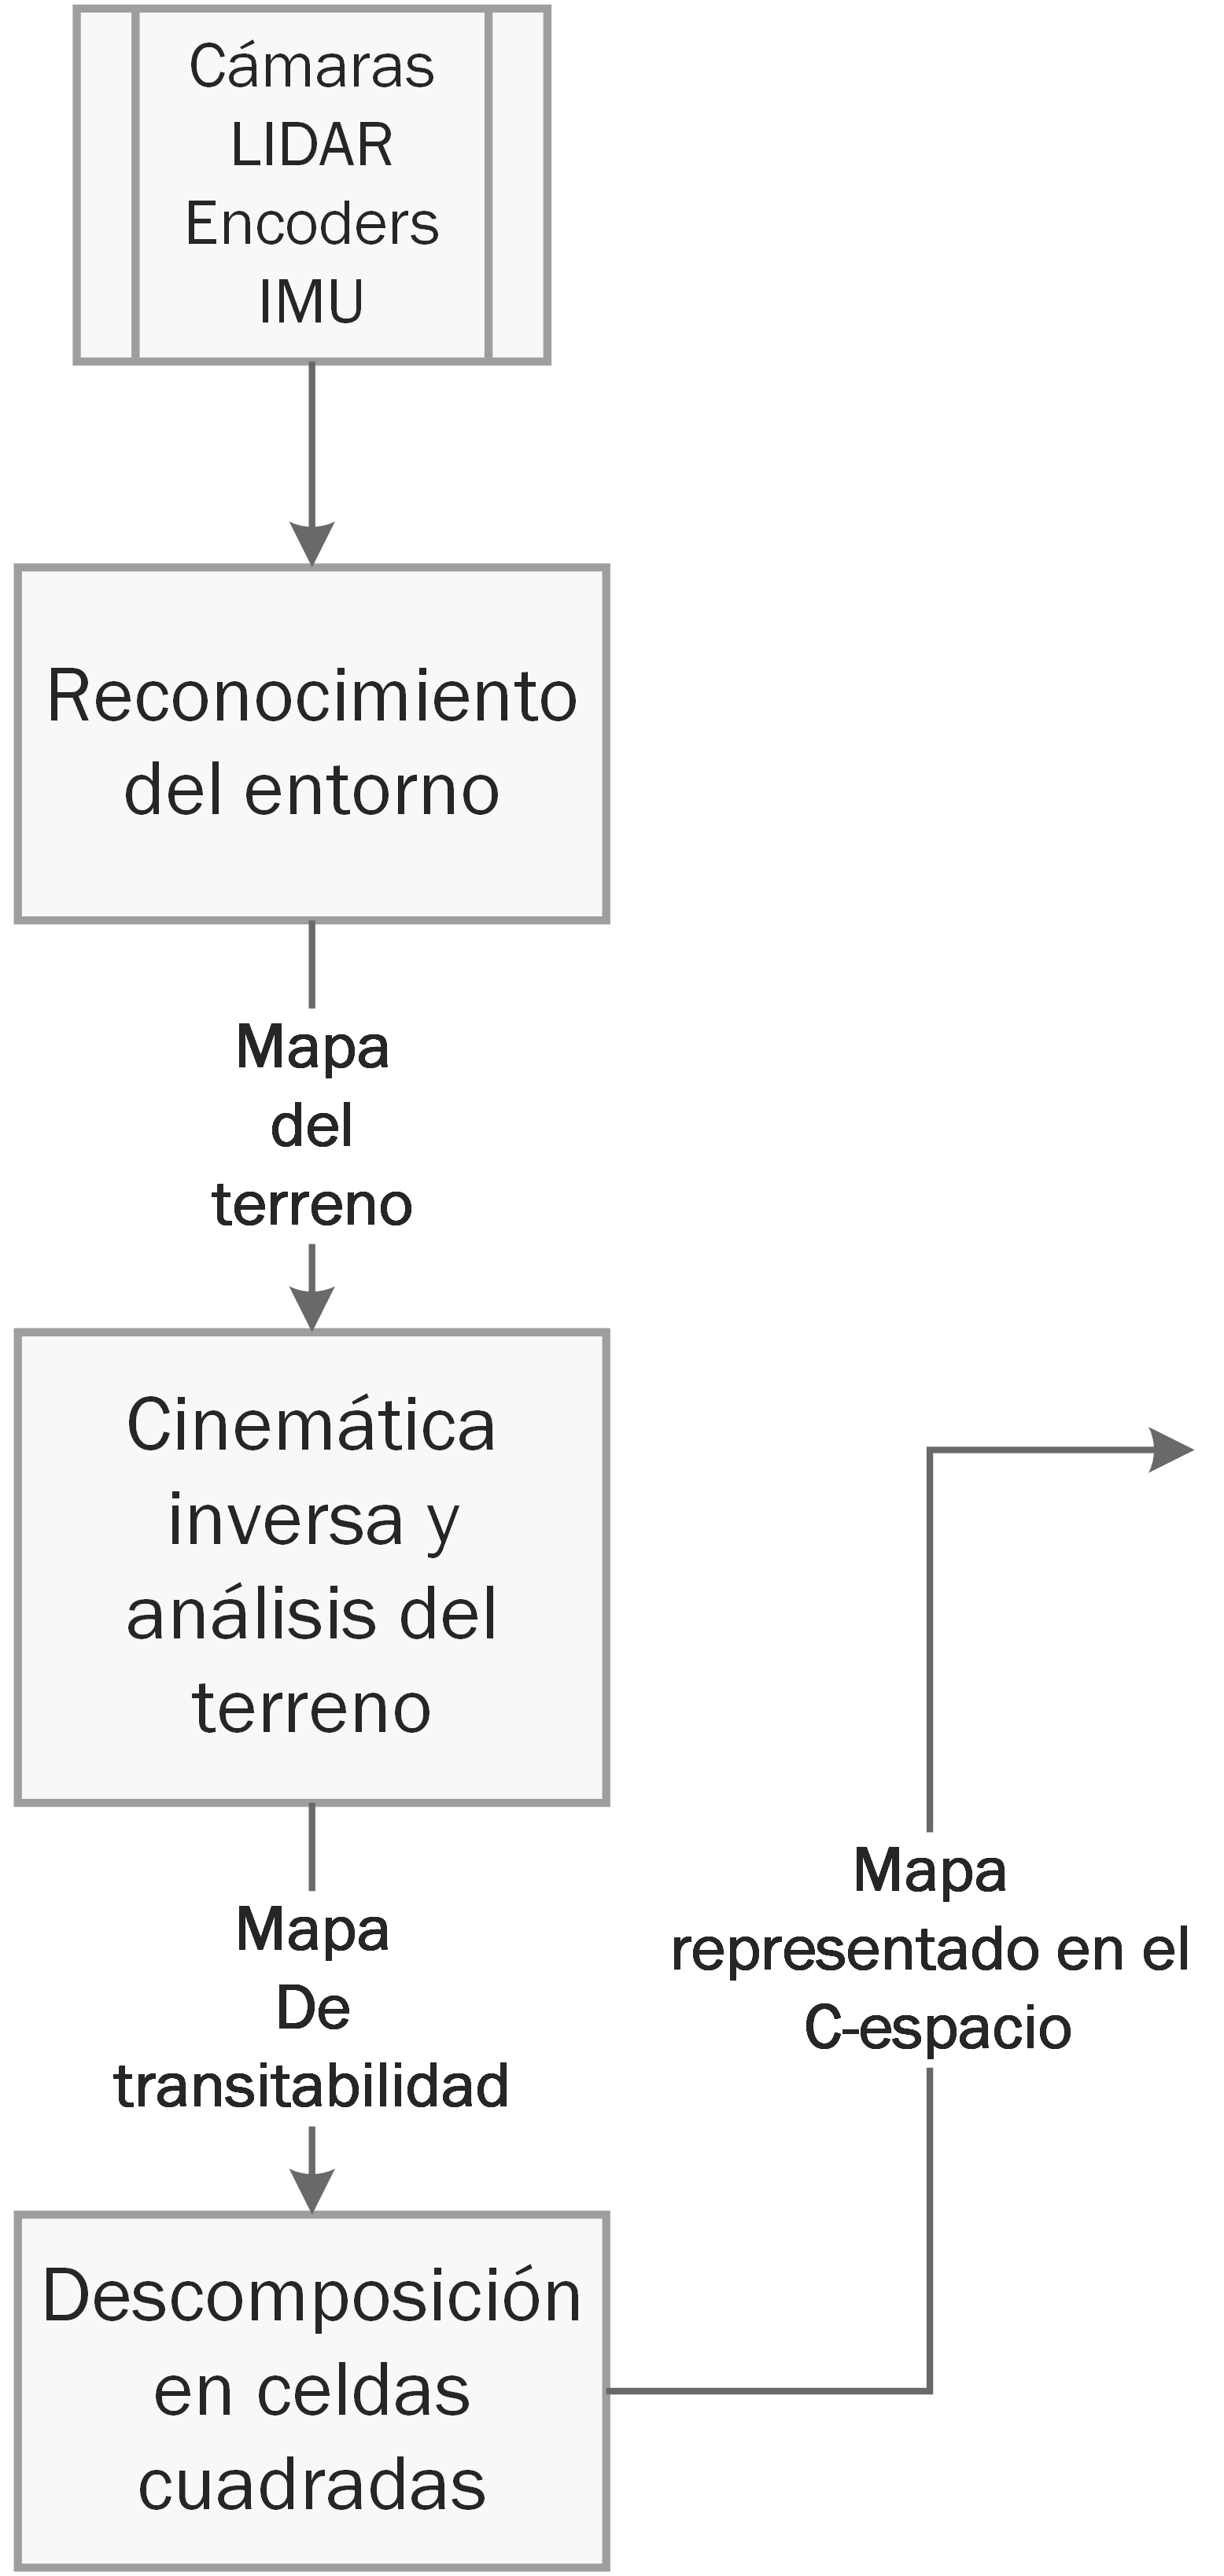 Cámaras
LIDAR
Encoders
IMU
Reconocimiento
del entorno
Mapa
del
terreno
Cinemática
inversa y
análisis del
terreno
Mapa
De
transitabilidad
Descomposición
en celdas
cuadradas
Mapa
representado en el
C-espacio